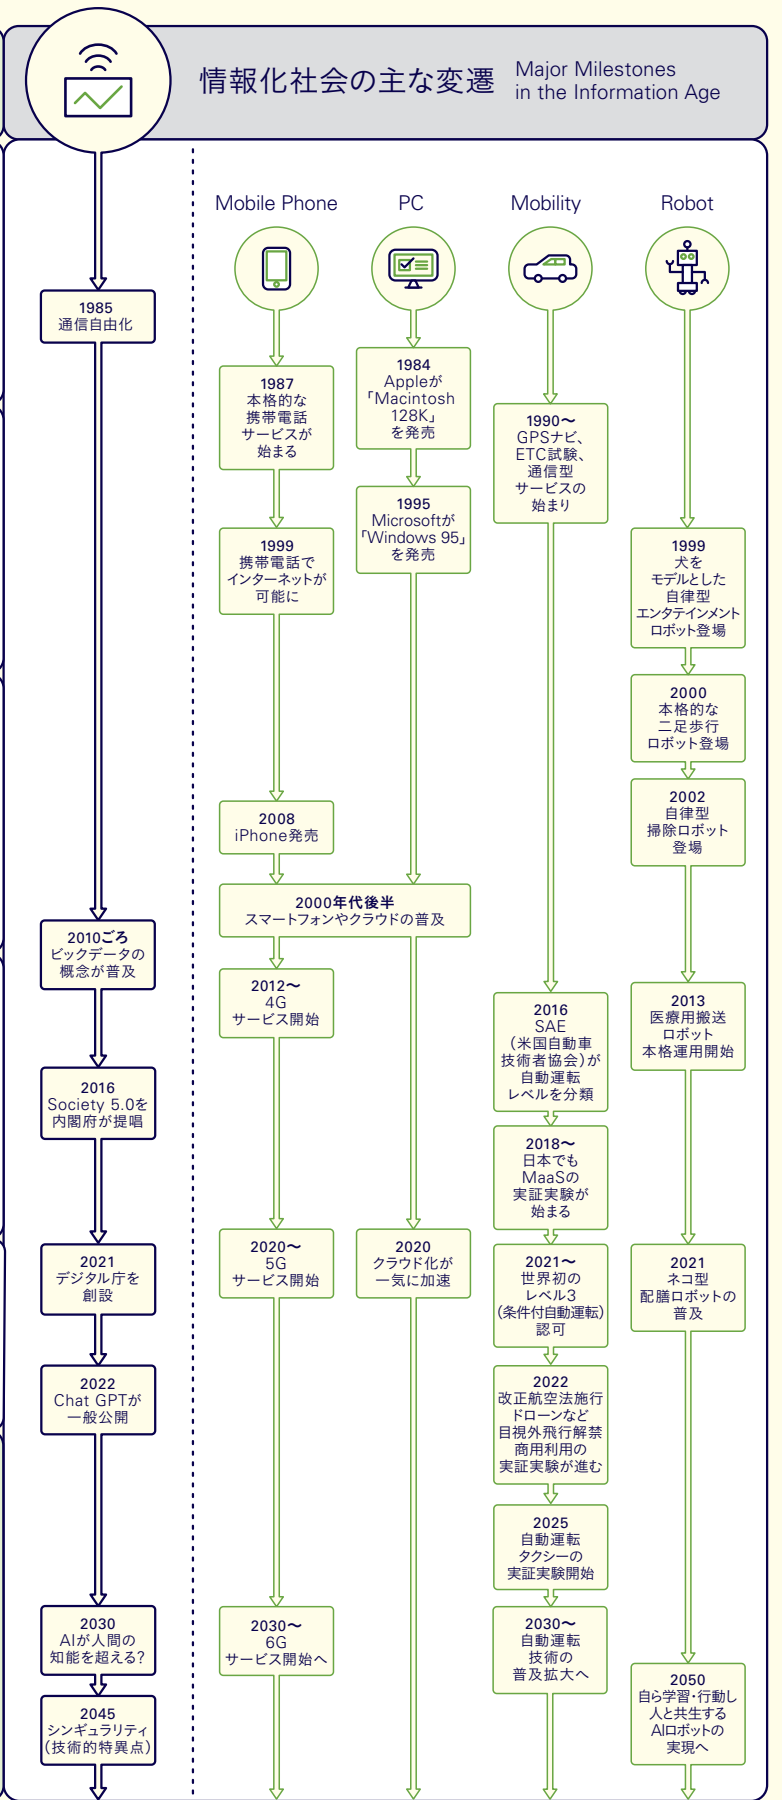 情報化社会の主な変遷
Major Milestones
in the Information Age
1985
通信自由化
2010ごろ
ビックデータの
概念が普及
2016
Society 5.0を
内閣府が提唱
2021
デジタル庁を
創設
2022
Chat GPTが
一般公開
2030
AIが人間の
知能を超える?
2045
シンギュラリティ
(技術的特異点)
Mobile Phone
1987
本格的な
携帯電話
サービスが
始まる
1999
携帯電話で
インターネットが
可能に
2008
iPhone発売
2000年代後半
スマートフォンやクラウドの普及
2012〜
4G
サービス開始
2020〜
5G
サービス開始
2030〜
6G
サービス開始へ
PC
1984
Appleが
「Macintosh
128K」
を発売
1995
Microsoftが
「Windows 95」
を発売
2020
クラウド化が
一気に加速
Mobility
1990〜
GPSナビ、
ETC試験、
通信型
サービスの
始まり
2016
SAE
(米国自動車
技術者協会)が
自動運転
レベルを分類
2018〜
日本でも
MaaSの
実証実験が
始まる
2021〜
世界初の
レベル3
(条件付自動運転)
認可
2022
改正航空法施行
ドローンなど
目視外飛行解禁
商用利用の
実証実験が進む
2025
自動運転
タクシーの
実証実験開始
2030〜
自動運転
技術の
普及拡大へ
Robot
1999
犬を
モデルとした
自律型
エンタテインメント
ロボット登場
2000
本格的な
二足歩行
ロボット登場
2002
自律型
掃除ロボット
登場
2013
医療用搬送
ロボット
本格運用開始
2021
ネコ型
配膳ロボットの
普及
2050
自ら学習・行動し
人と共生する
AIロボットの
実現へ